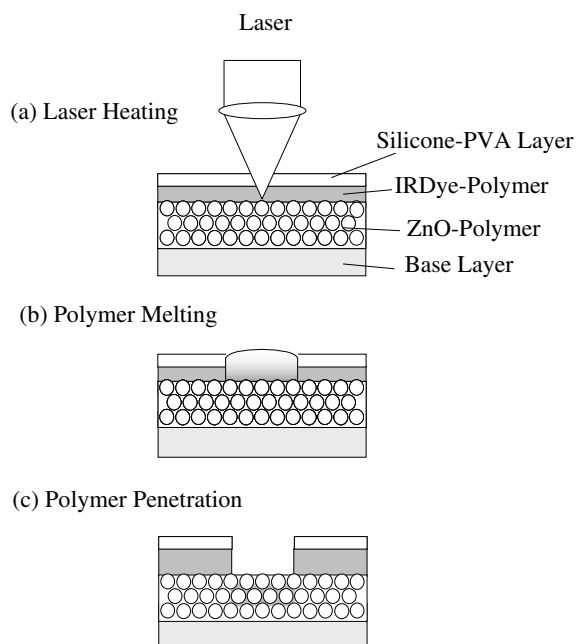 Laser
(a) Laser Heating
Silicone-PVA Layer
IRDye-Polymer
ZnO-Polymer
Base Layer
(b) Polymer Melting
(c) Polymer Penetration